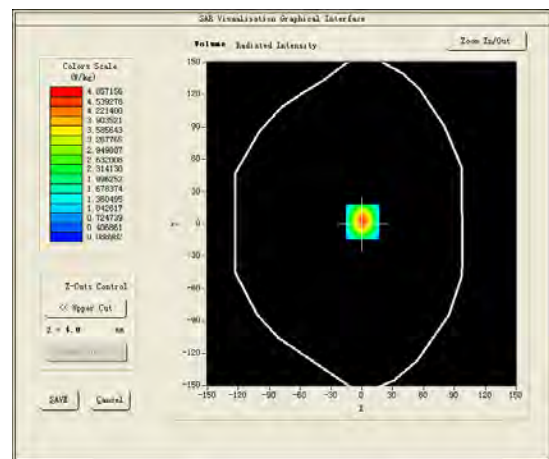 SAR Visualisation Graphical Interface
Volume Radiated Intensity
Zoom In/Out
Colors Scale
(W/kg)
4.857156
4.539278
4.221400
3.903521
3.585643
3.267765
2.949887
2.632008
2.314130
1.996252
1.678374
1.360495
1.042617
0.724739
0.406861
0.088982
150
120
90
60
30
0
-30
-60
-90
-120
-150
-150 -120 -90 -60 -30 0 30 60 90 120 150
X
Z-Cuts Control
<< Upper Cut
Z = 4.0 mm
SAVE
Cancel